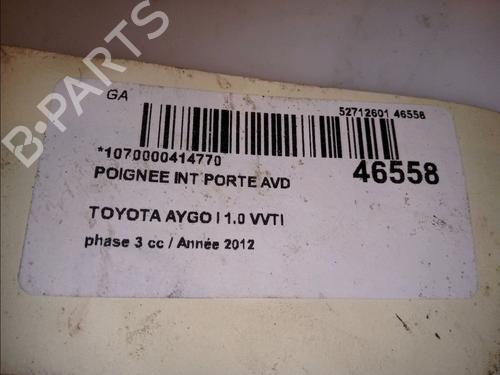 GA
52712601 46558
*1070000414770
46558
POIGNEE INT PORTE AVD
TOYOTA AYGO I 1.0 VVTI
phase 3 cc / Année 2012
B-PARTS